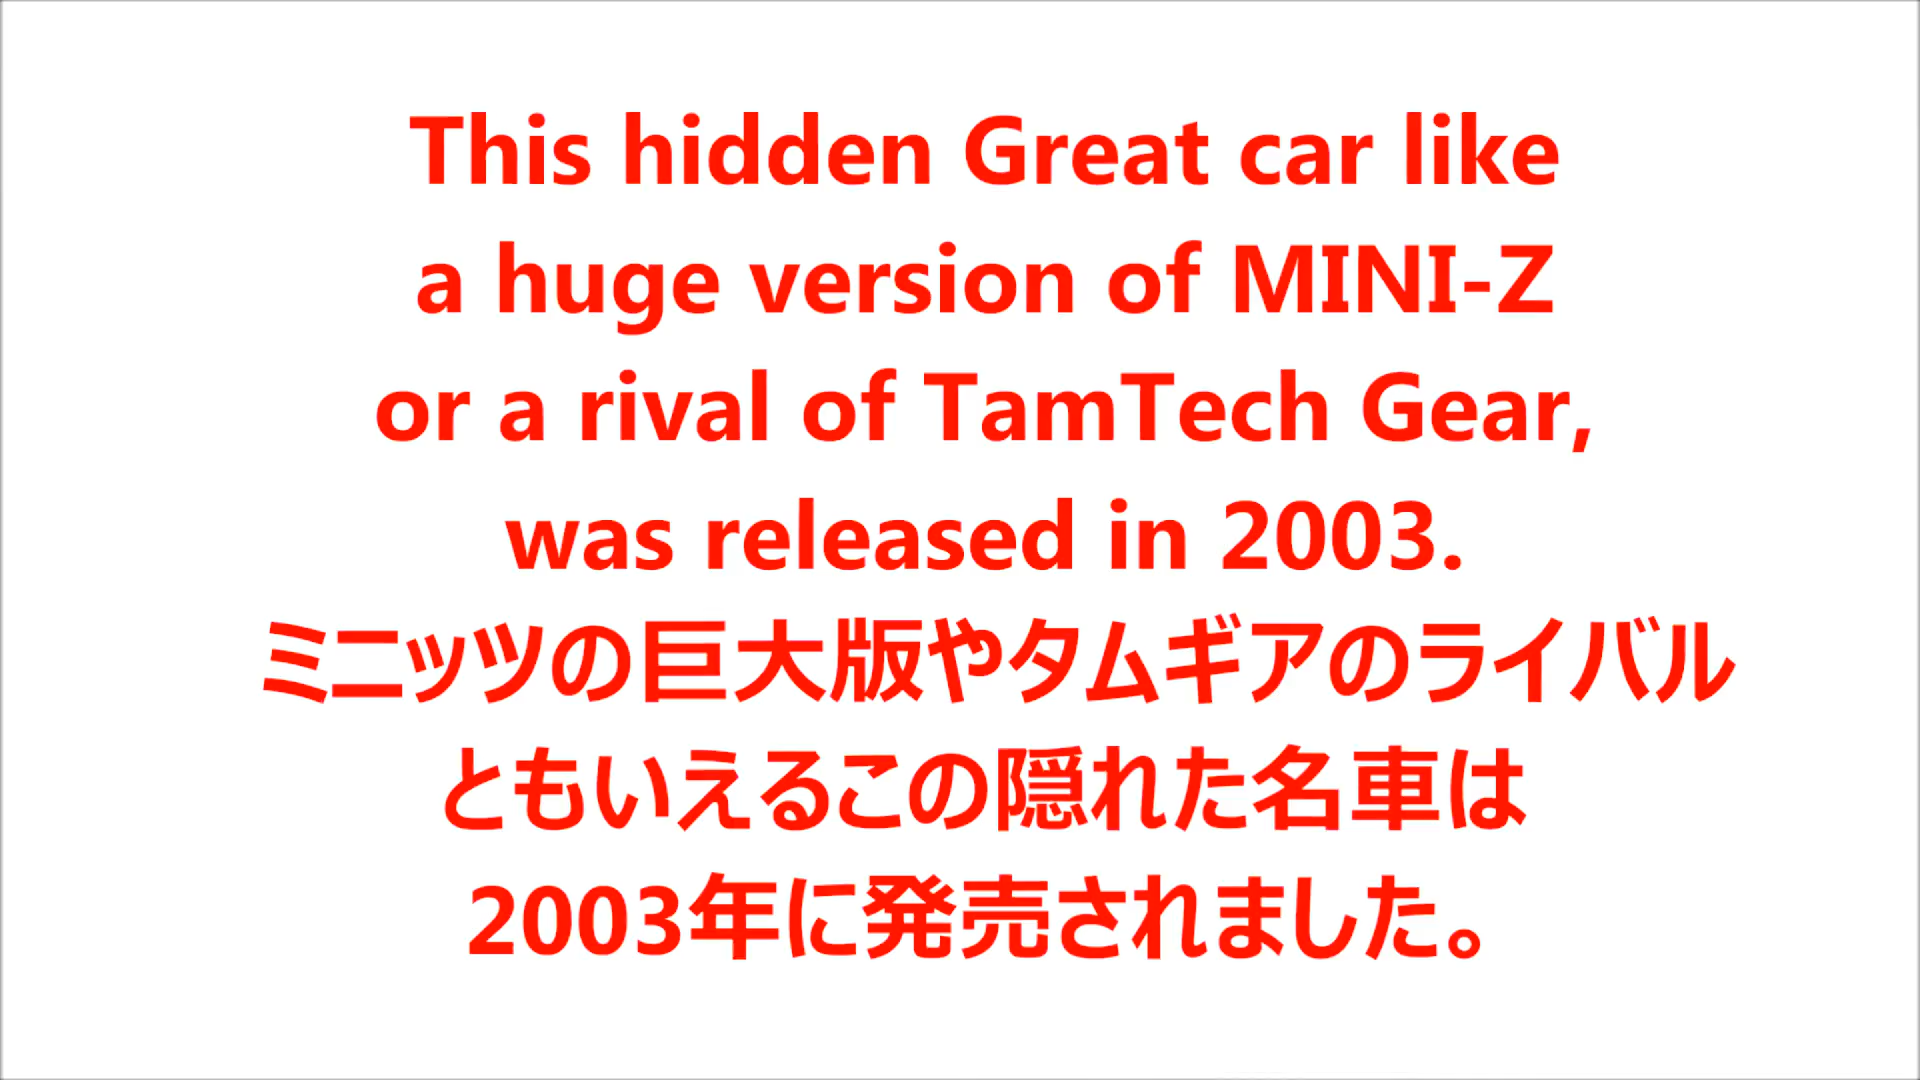 This hidden Great car like
a huge version of MINI-Z
or a rival of TamTech Gear,
was released in 2003.
ミニッツの巨大版やタムギアのライバル
ともいえるこの隠れた名車は
2003年に発売されました。